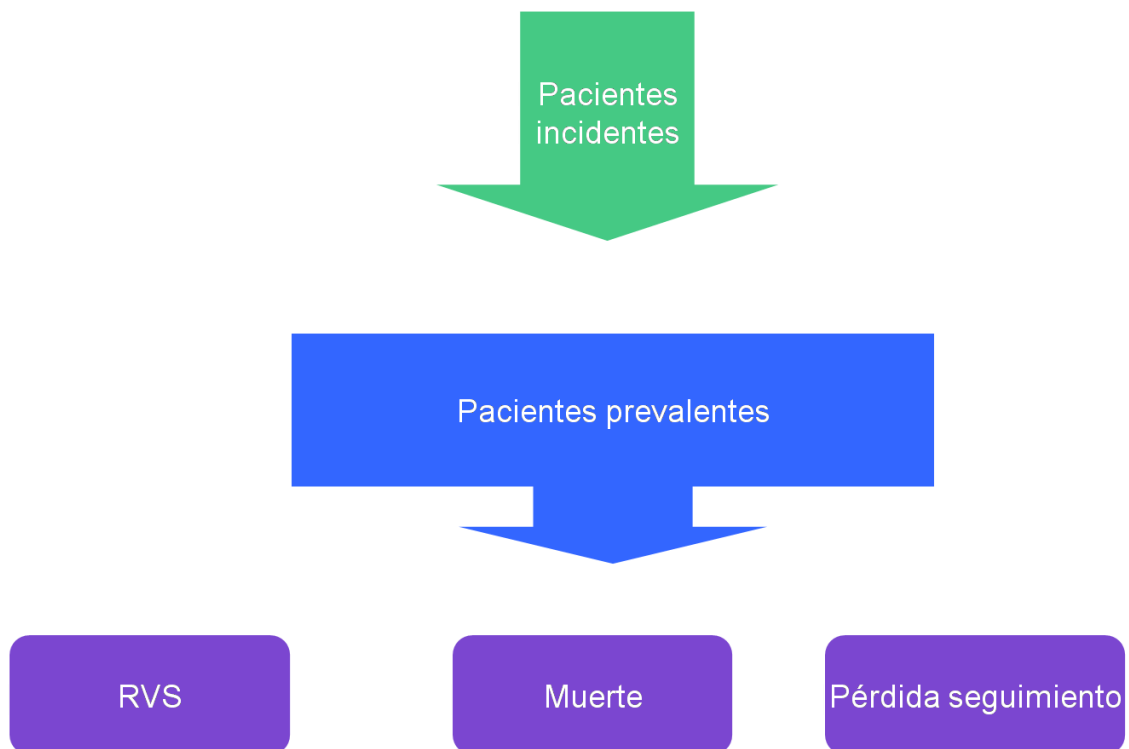 Pacientes
incidentes
Pacientes prevalentes
RVS
Muerte
Pérdida seguimiento